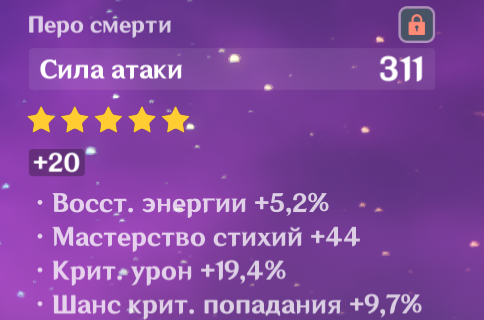 Перо смерти
Сила атаки 311
+20
· Восст. энергии +5,2%
· Мастерство стихий +44
· Крит. урон +19,4%
· Шанс крит. попадания +9,7%